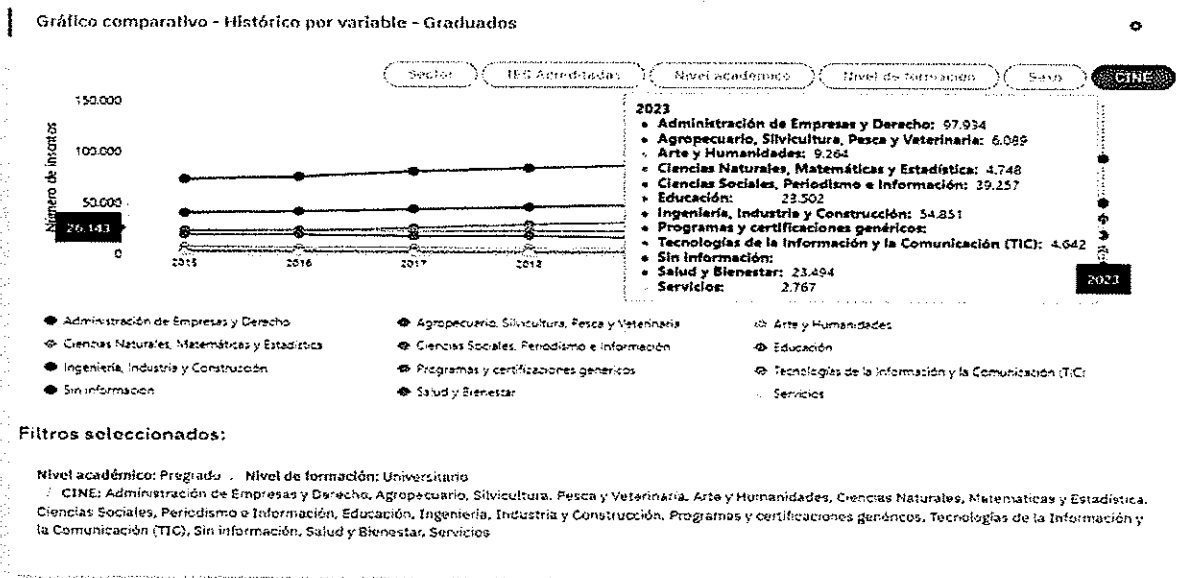 Gráfico comparativo - Histórico por variable - Graduados
Sector
IES Acreditadas
Nivel académico
Nivel de formación
Sexo
CINE
Número de inscritos
150.000
100.000
50.000
26.143
0
2015
2016
2017
2018
2023
Administración de Empresas y Derecho: 97.934
Agropecuario, Silvicultura, Pesca y Veterinaria: 6.089
Arte y Humanidades: 9.264
Ciencias Naturales, Matemáticas y Estadística: 4.748
Ciencias Sociales, Periodismo e Información: 39.257
Educación: 23.502
Ingeniería, Industria y Construcción: 54.851
Programas y certificaciones genéricos:
Tecnologías de la Información y la Comunicación (TIC): 4.642
Sin información:
Salud y Bienestar: 23.494
Servicios: 2.767
2023
Administración de Empresas y Derecho
Agropecuario, Silvicultura, Pesca y Veterinaria
Arte y Humanidades
Ciencias Naturales, Matemáticas y Estadística
Ciencias Sociales, Periodismo e Información
Educación
Ingeniería, Industria y Construcción
Programas y certificaciones genéricos
Tecnologías de la Información y la Comunicación (TIC)
Sin información
Salud y Bienestar
Servicios
Filtros seleccionados:
Nivel académico: Pregrado / Nivel de formación: Universitario
/ CINE: Administración de Empresas y Derecho, Agropecuario, Silvicultura, Pesca y Veterinaria, Arte y Humanidades, Ciencias Naturales, Matemáticas y Estadística,
Ciencias Sociales, Periodismo e Información, Educación, Ingeniería, Industria y Construcción, Programas y certificaciones genéricos, Tecnologías de la Información y
la Comunicación (TIC), Sin información, Salud y Bienestar, Servicios